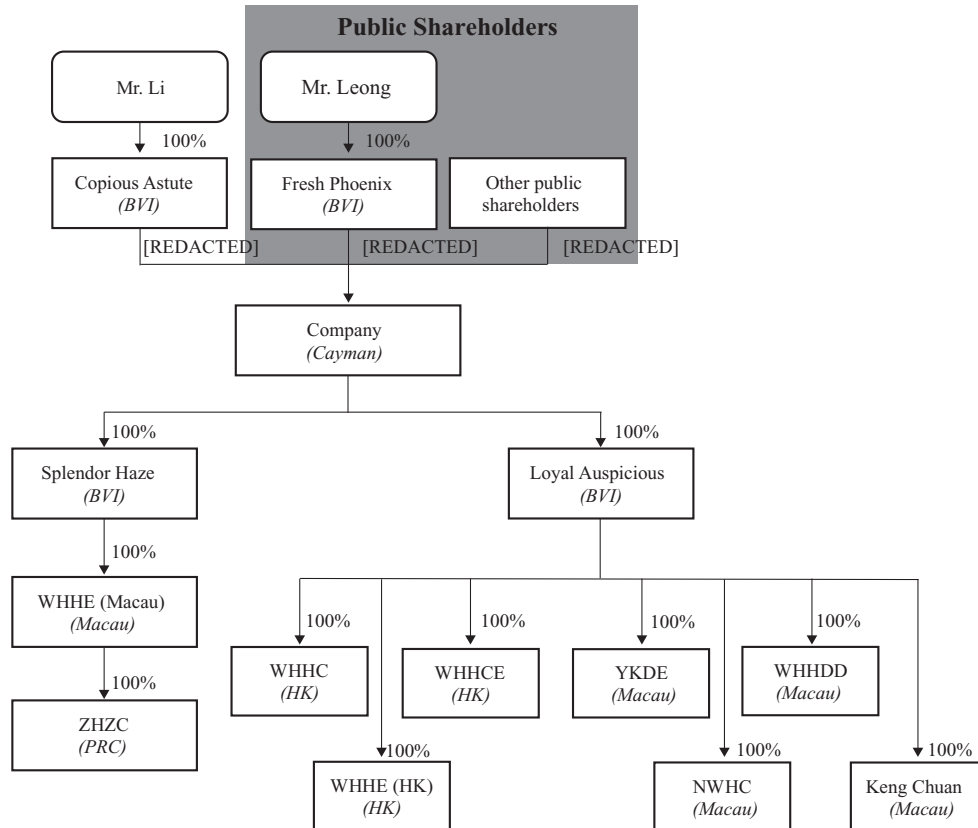 Public Shareholders
Mr. Li
Mr. Leong
100%
100%
Copious Astute
(BVI)
Fresh Phoenix
(BVI)
Other public
shareholders
[REDACTED]
[REDACTED]
[REDACTED]
Company
(Cayman)
100%
100%
Splendor Haze
(BVI)
Loyal Auspicious
(BVI)
100%
WHHE (Macau)
(Macau)
100%
100%
100%
100%
WHHC
(HK)
WHHCE
(HK)
YKDE
(Macau)
WHHDD
(Macau)
100%
ZHZC
(PRC)
100%
100%
100%
WHHE (HK)
(HK)
NWHC
(Macau)
Keng Chuan
(Macau)